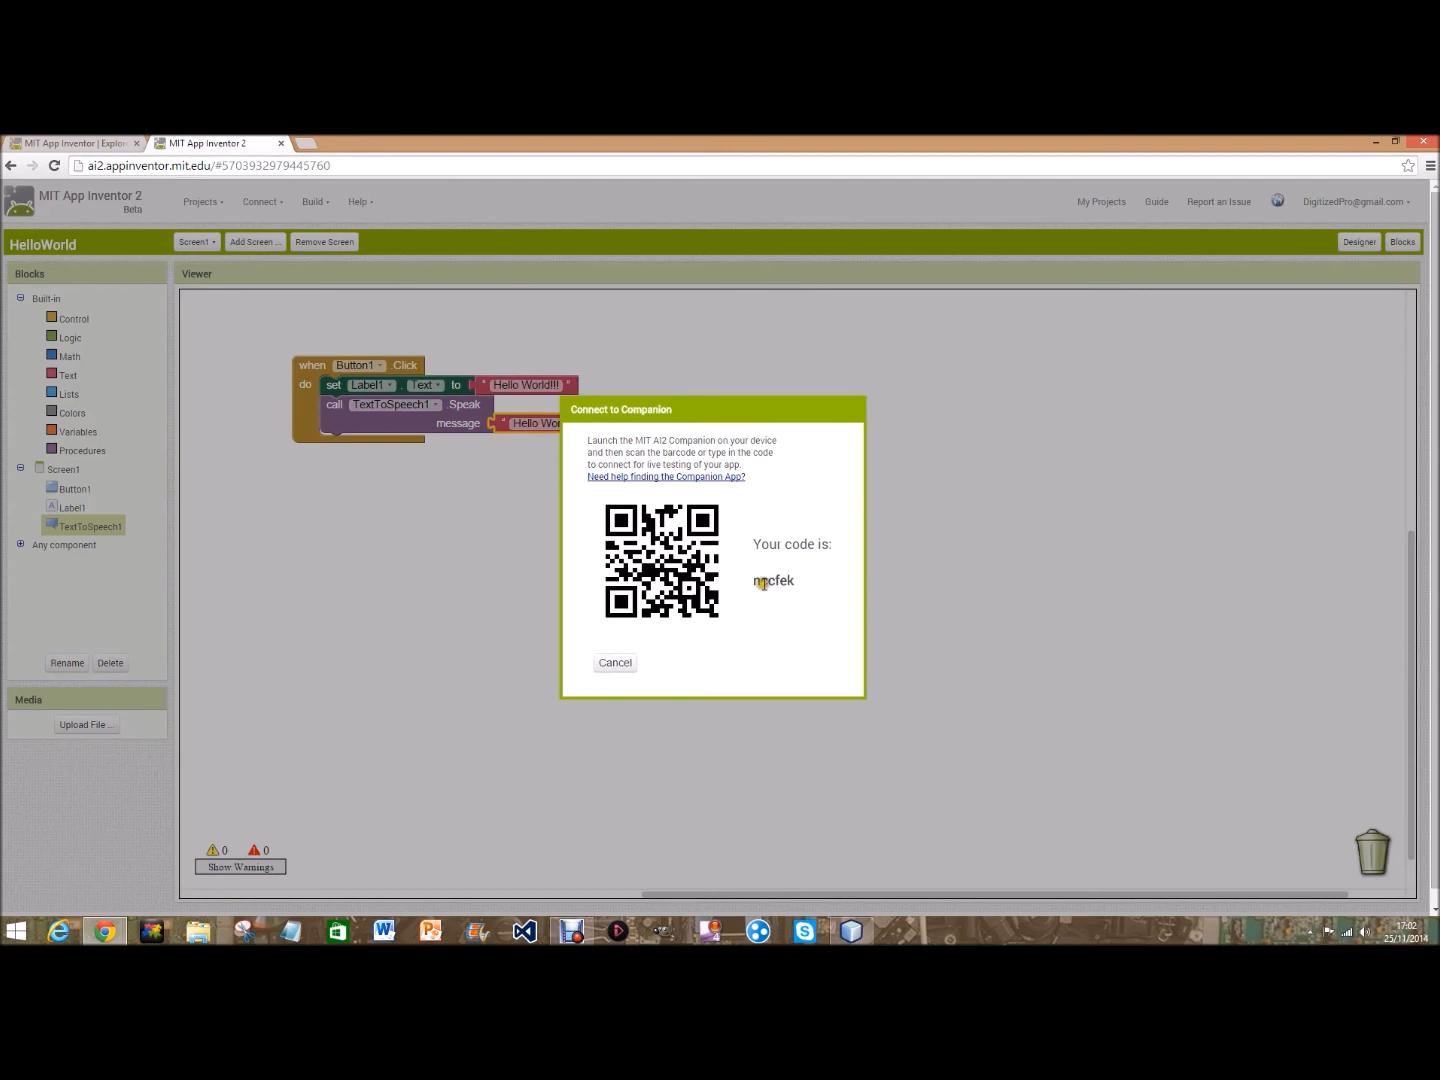 MIT App Inventor | Explor
MIT App Inventor 2
ai2.appinventor.mit.edu/#5703932979445760
MIT App Inventor 2
Beta
Projects
Connect
Build
Help
My Projects
Guide
Report an Issue
DigitizedPro@gmail.com
HelloWorld
Screen1
Add Screen ...
Remove Screen
Designer
Blocks
Blocks
Viewer
Built-in
Control
Logic
Math
Text
Lists
Colors
Variables
Procedures
Screen1
Button1
Label1
TextToSpeech1
Any component
Rename
Delete
Media
Upload File ...
when Button1 .Click
do set Label1 . Text to " Hello World!!! "
call TextToSpeech1 .Speak
message " Hello Wor
Connect to Companion
Launch the MIT AI2 Companion on your device
and then scan the barcode or type in the code
to connect for live testing of your app.
Need help finding the Companion App?
Your code is:
Cancel
0
0
Show Warnings
17:02
25/11/2014